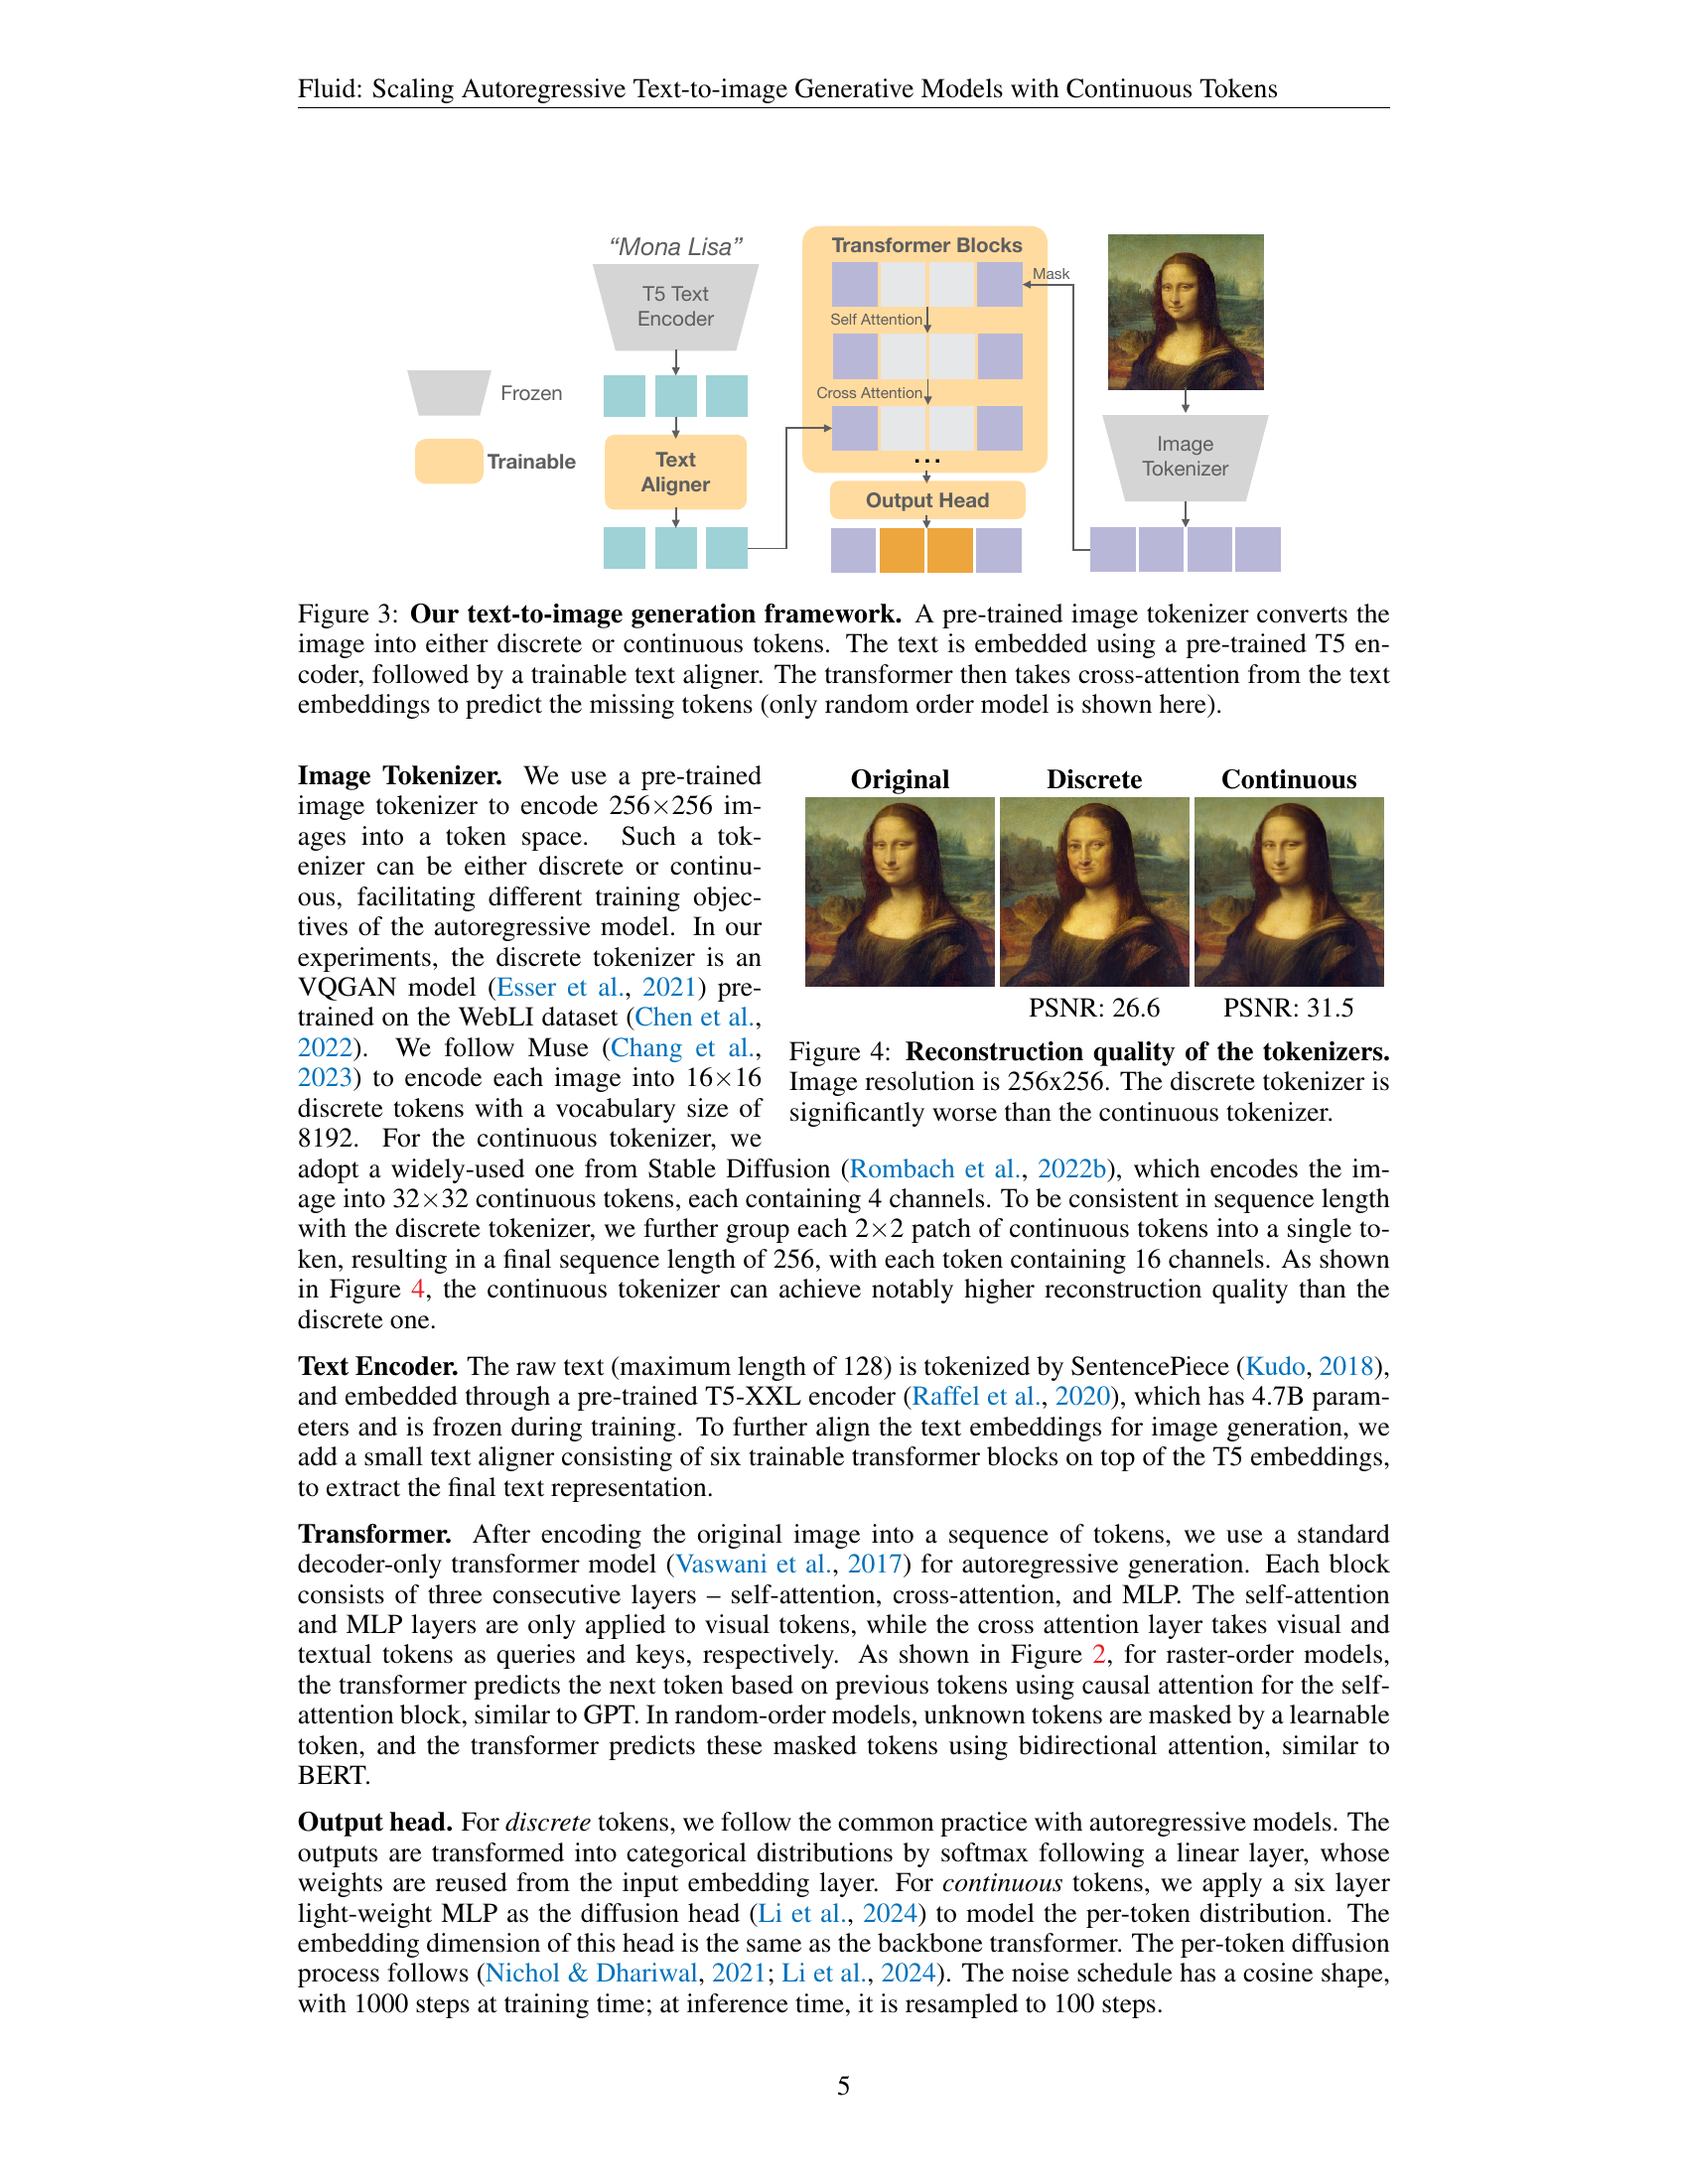 Fluid: Scaling Autoregressive Text-to-image Generative Models with Continuous Tokens
“Mona Lisa”
T5 Text
Encoder
Frozen
Trainable
Text
Aligner
Transformer Blocks
Mask
Self Attention
Cross Attention
...
Output Head
Image
Tokenizer
Figure 3: Our text-to-image generation framework. A pre-trained image tokenizer converts the
image into either discrete or continuous tokens. The text is embedded using a pre-trained T5 en-
coder, followed by a trainable text aligner. The transformer then takes cross-attention from the text
embeddings to predict the missing tokens (only random order model is shown here).
Image Tokenizer. We use a pre-trained
image tokenizer to encode 256×256 im-
ages into a token space. Such a tok-
enizer can be either discrete or continu-
ous, facilitating different training objec-
tives of the autoregressive model. In our
experiments, the discrete tokenizer is an
VQGAN model (Esser et al., 2021) pre-
trained on the WebLI dataset (Chen et al.,
2022). We follow Muse (Chang et al.,
2023) to encode each image into 16×16
discrete tokens with a vocabulary size of
8192. For the continuous tokenizer, we
Original Discrete Continuous
PSNR: 26.6 PSNR: 31.5
Figure 4: Reconstruction quality of the tokenizers.
Image resolution is 256x256. The discrete tokenizer is
significantly worse than the continuous tokenizer.
adopt a widely-used one from Stable Diffusion (Rombach et al., 2022b), which encodes the im-
age into 32×32 continuous tokens, each containing 4 channels. To be consistent in sequence length
with the discrete tokenizer, we further group each 2×2 patch of continuous tokens into a single to-
ken, resulting in a final sequence length of 256, with each token containing 16 channels. As shown
in Figure 4, the continuous tokenizer can achieve notably higher reconstruction quality than the
discrete one.
Text Encoder. The raw text (maximum length of 128) is tokenized by SentencePiece (Kudo, 2018),
and embedded through a pre-trained T5-XXL encoder (Raffel et al., 2020), which has 4.7B param-
eters and is frozen during training. To further align the text embeddings for image generation, we
add a small text aligner consisting of six trainable transformer blocks on top of the T5 embeddings,
to extract the final text representation.
Transformer. After encoding the original image into a sequence of tokens, we use a standard
decoder-only transformer model (Vaswani et al., 2017) for autoregressive generation. Each block
consists of three consecutive layers – self-attention, cross-attention, and MLP. The self-attention
and MLP layers are only applied to visual tokens, while the cross attention layer takes visual and
textual tokens as queries and keys, respectively. As shown in Figure 2, for raster-order models,
the transformer predicts the next token based on previous tokens using causal attention for the self-
attention block, similar to GPT. In random-order models, unknown tokens are masked by a learnable
token, and the transformer predicts these masked tokens using bidirectional attention, similar to
BERT.
Output head. For discrete tokens, we follow the common practice with autoregressive models. The
outputs are transformed into categorical distributions by softmax following a linear layer, whose
weights are reused from the input embedding layer. For continuous tokens, we apply a six layer
light-weight MLP as the diffusion head (Li et al., 2024) to model the per-token distribution. The
embedding dimension of this head is the same as the backbone transformer. The per-token diffusion
process follows (Nichol & Dhariwal, 2021; Li et al., 2024). The noise schedule has a cosine shape,
with 1000 steps at training time; at inference time, it is resampled to 100 steps.
5